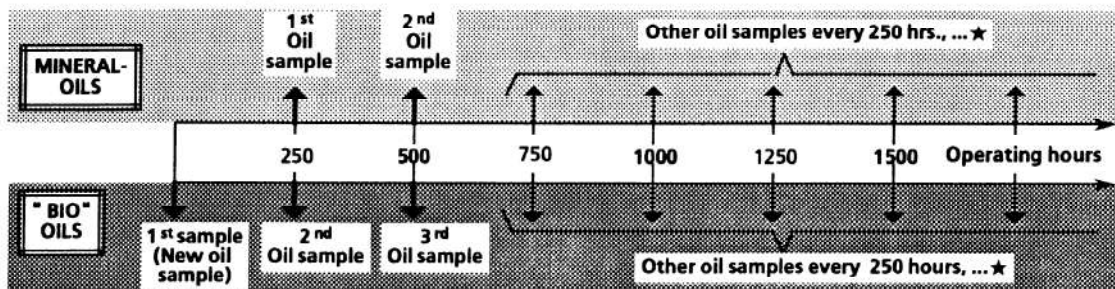 1st
Oil
sample
2nd
Oil
sample
Other oil samples every 250 hrs., ...★
MINERAL-
OILS
250
500
750
1000
1250
1500
Operating hours
" BIO"
OILS
1st sample
(New oil
sample)
2nd
Oil sample
3rd
Oil sample
Other oil samples every 250 hours, ...★